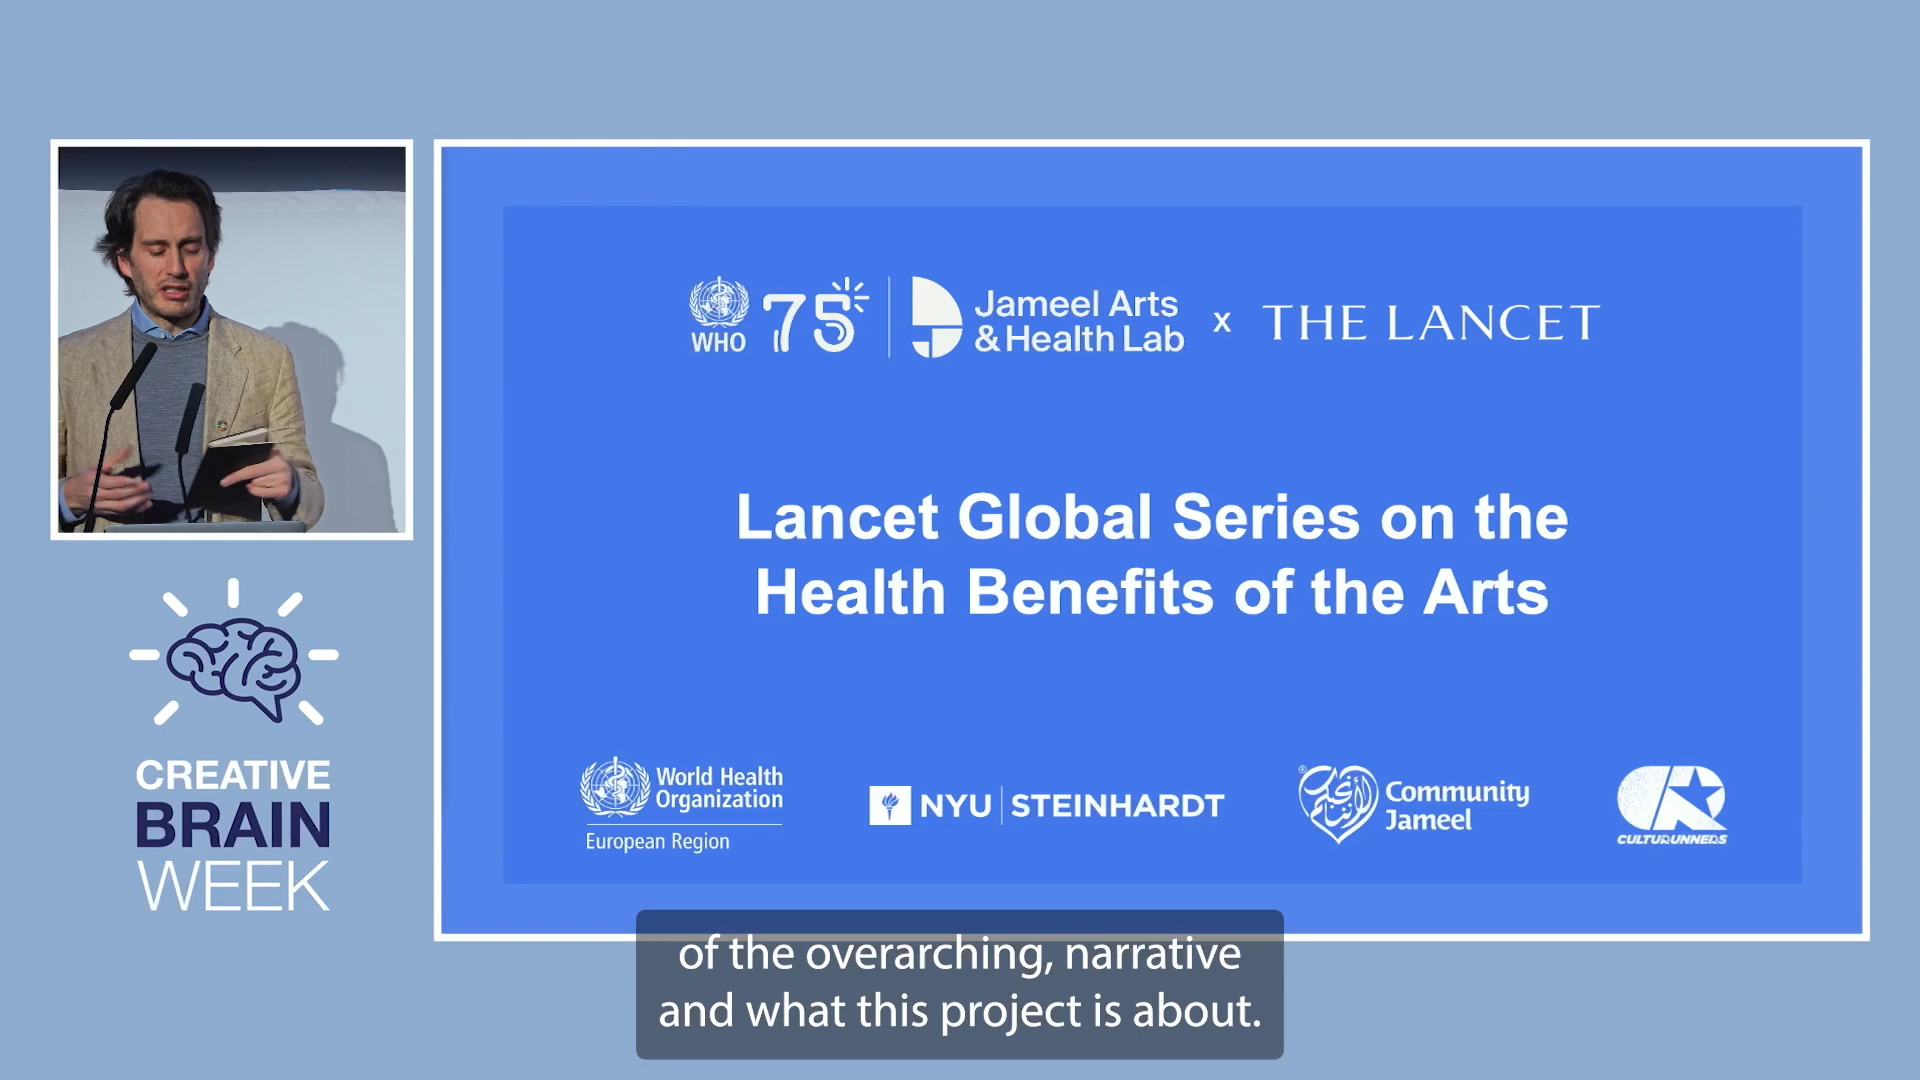 WHO 75
Jameel Arts
& Health Lab
x
THE LANCET
Lancet Global Series on the
Health Benefits of the Arts
World Health
Organization
European Region
NYU STEINHARDT
Community
Jameel
CULTURUNNERS
CREATIVE
BRAIN
WEEK
of the overarching, narrative
and what this project is about.